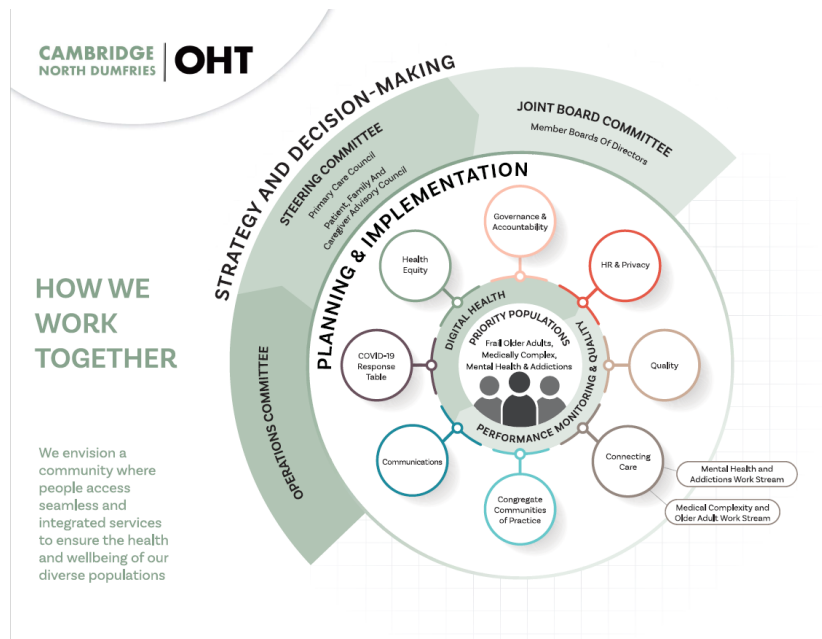 CAMBRIDGE
NORTH DUMFRIES
OHT
HOW WE
WORK
TOGETHER
We envision a
community where
people access
seamless and
integrated services
to ensure the health
and wellbeing of our
diverse populations
STRATEGY AND DECISION-MAKING
OPERATIONS COMMITTEE
STEERING COMMITTEE
Primary Care Council
Patient, Family And
Caregiver Advisory Council
JOINT BOARD COMMITTEE
Member Boards Of Directors
PLANNING & IMPLEMENTATION
Governance &
Accountability
HR & Privacy
Quality
Connecting
Care
Mental Health and
Addictions Work Stream
Medical Complexity and
Older Adult Work Stream
Congregate
Communities
of Practice
Communications
COVID-19
Response
Table
Health
Equity
DIGITAL HEALTH
PERFORMANCE MONITORING & QUALITY
PRIORITY POPULATIONS
Frail Older Adults,
Medically Complex,
Mental Health & Addictions